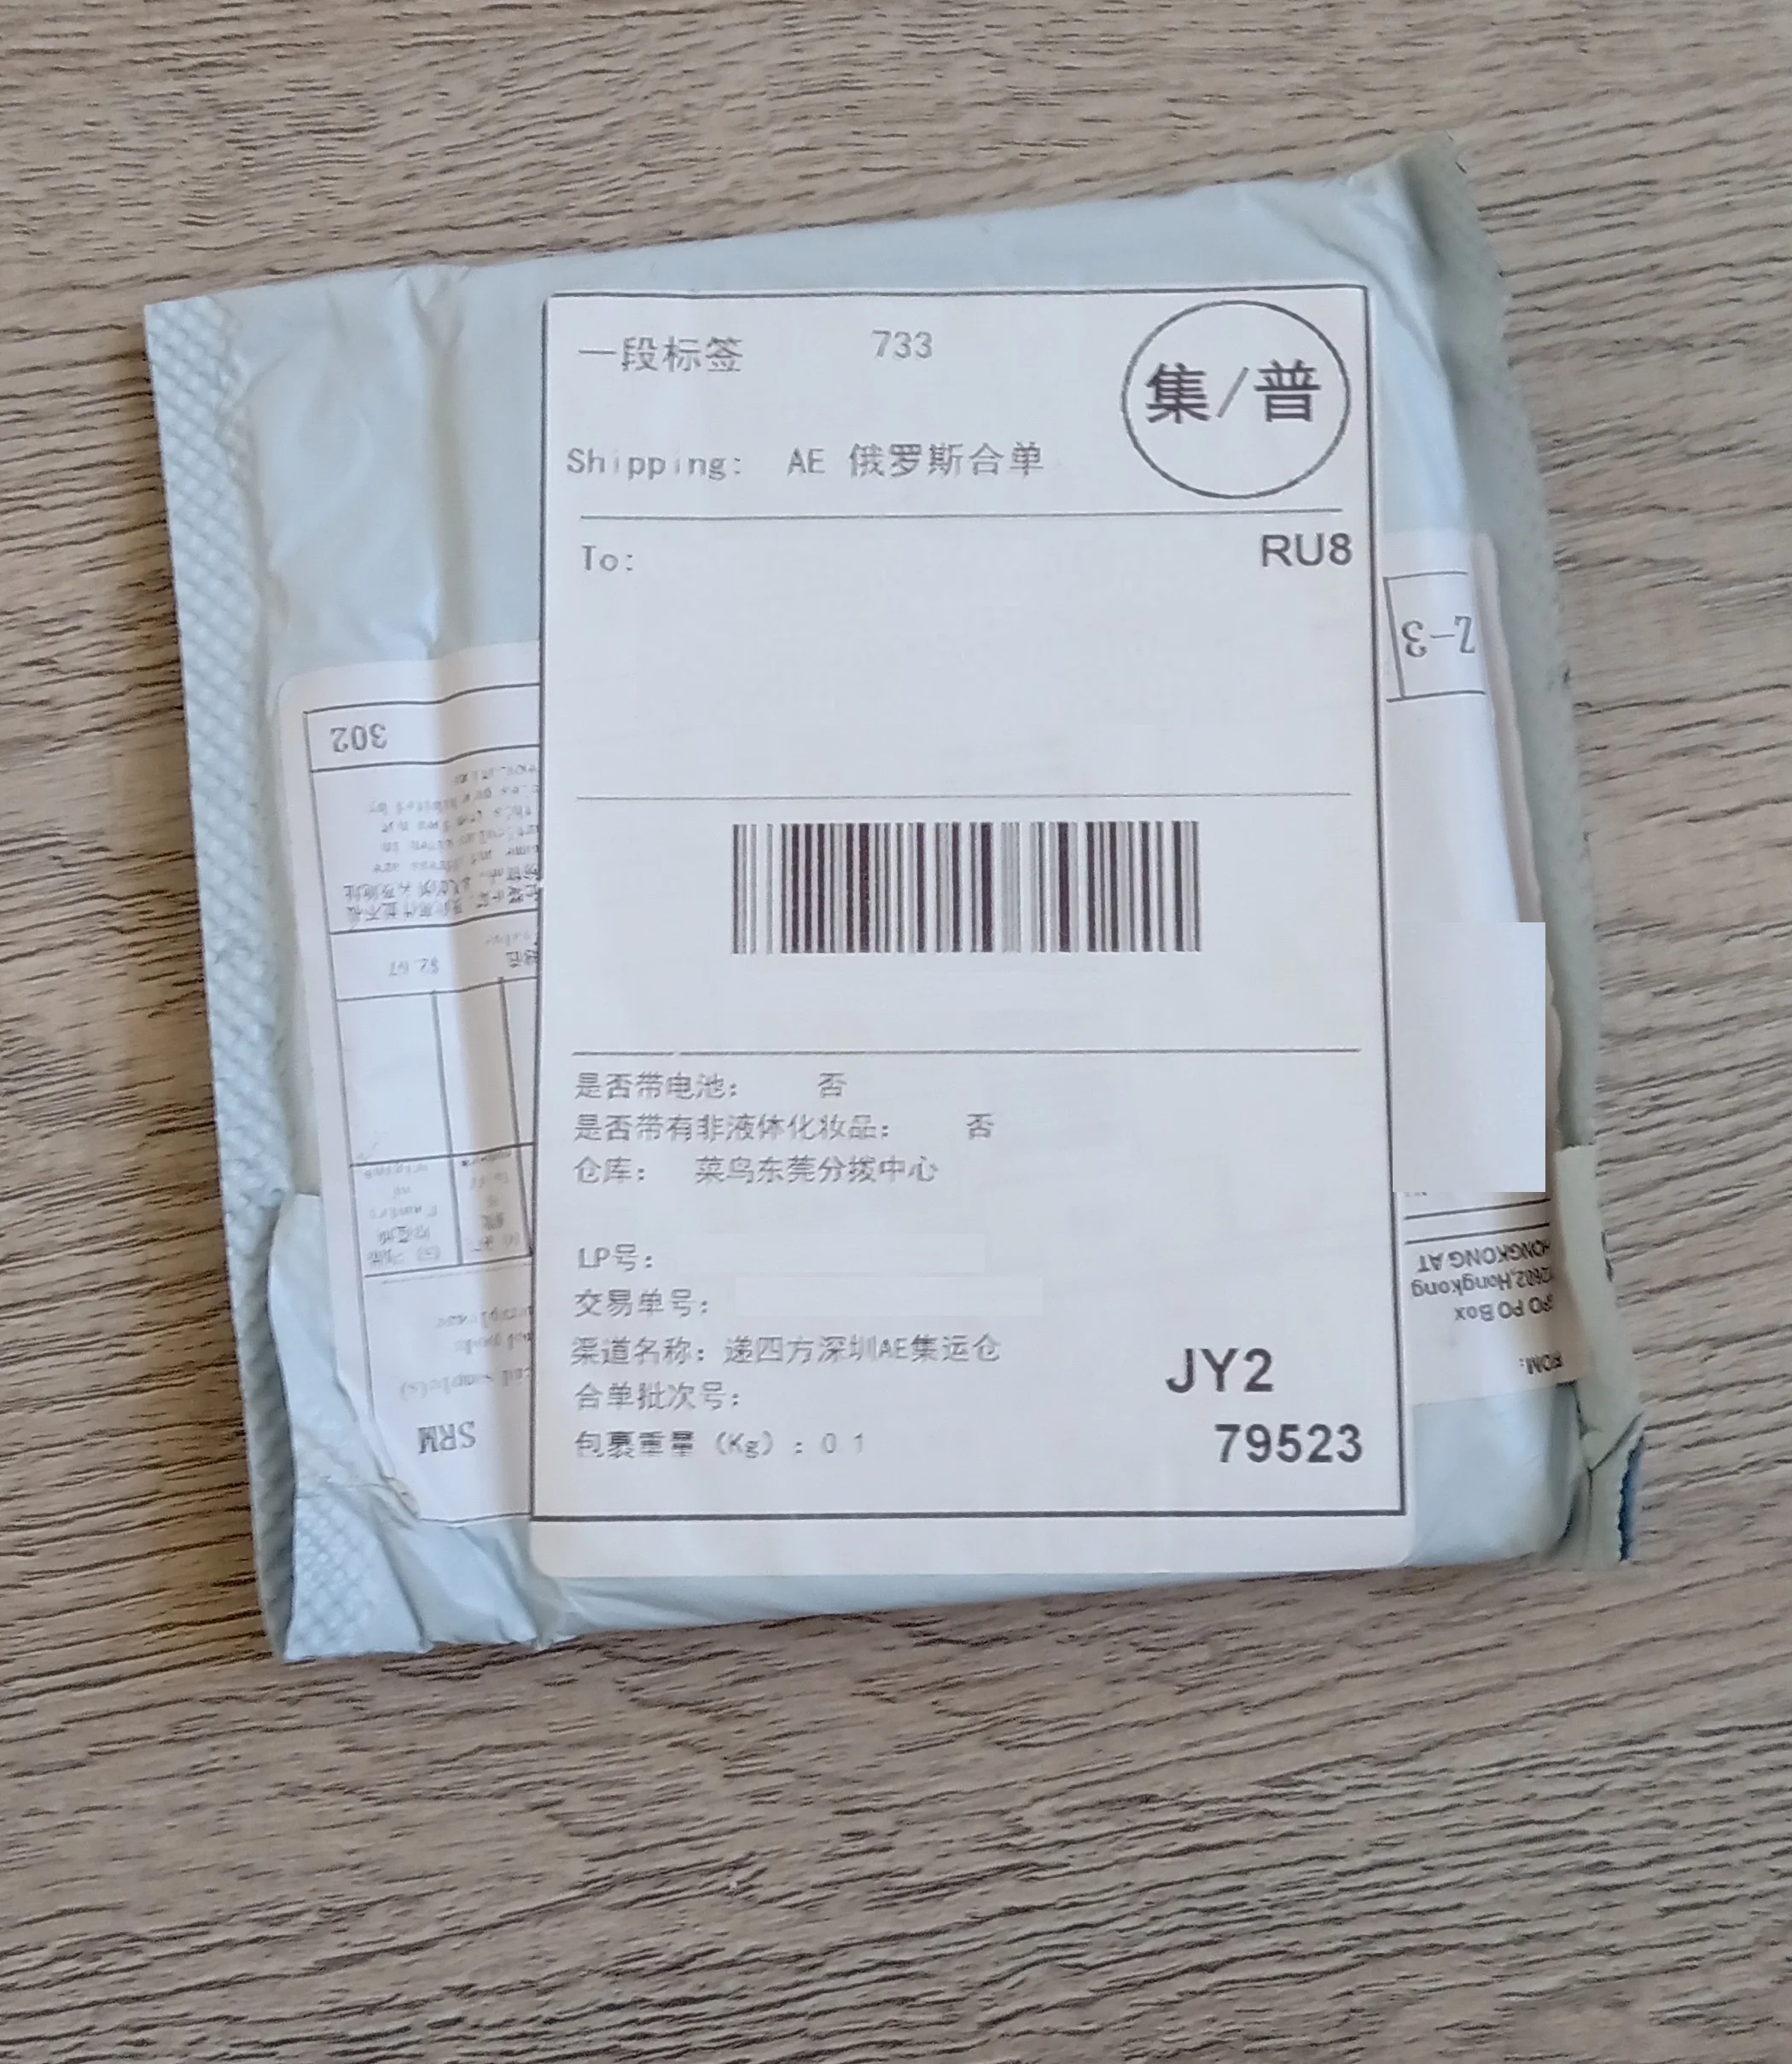 一段标签 733
集/普
Shipping: AE 俄罗斯合单
To: RU8
是否带电池： 否
是否带有非液体化妆品： 否
仓库： 菜鸟东莞分拨中心
LP号：
交易单号：
渠道名称：递四方深圳AE集运仓
合单批次号：
包裹重量（Kg）：0.1
JY2
79523
Z-3
302
$2.67
SRM
PO Box
Hongkong
HONGKONG AT